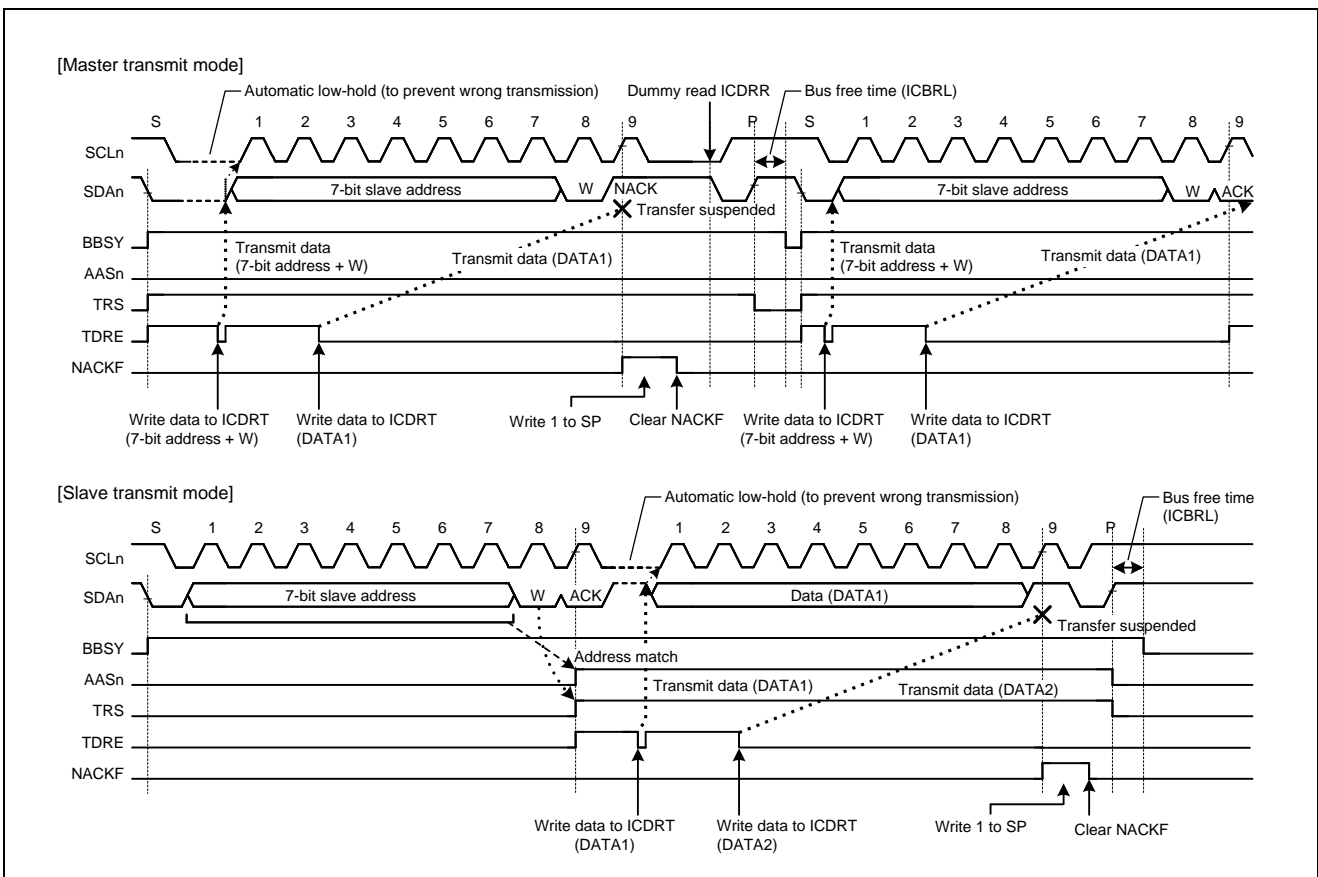 [Master transmit mode]
Automatic low-hold (to prevent wrong transmission) Dummy read ICDRR Bus free time (ICBRL)
S 1 2 3 4 5 6 7 8 9 P S 1 2 3 4 5 6 7 8 9
SCLn
SDAn 7-bit slave address W NACK 7-bit slave address W ACK
Transfer suspended
BBSY
Transmit data
(7-bit address + W)
Transmit data (DATA1)
Transmit data
(7-bit address + W)
Transmit data (DATA1)
AASn
TRS
TDRE
NACKF
Write data to ICDRT
(7-bit address + W)
Write data to ICDRT
(DATA1)
Write 1 to SP
Clear NACKF
Write data to ICDRT
(7-bit address + W)
Write data to ICDRT
(DATA1)
[Slave transmit mode]
Automatic low-hold (to prevent wrong transmission)
Bus free time
(ICBRL)
S 1 2 3 4 5 6 7 8 9 1 2 3 4 5 6 7 8 9 P
SCLn
SDAn 7-bit slave address W ACK Data (DATA1)
Transfer suspended
BBSY
Address match
AASn
Transmit data (DATA1) Transmit data (DATA2)
TRS
TDRE
NACKF
Write data to ICDRT
(DATA1)
Write data to ICDRT
(DATA2)
Write 1 to SP
Clear NACKF